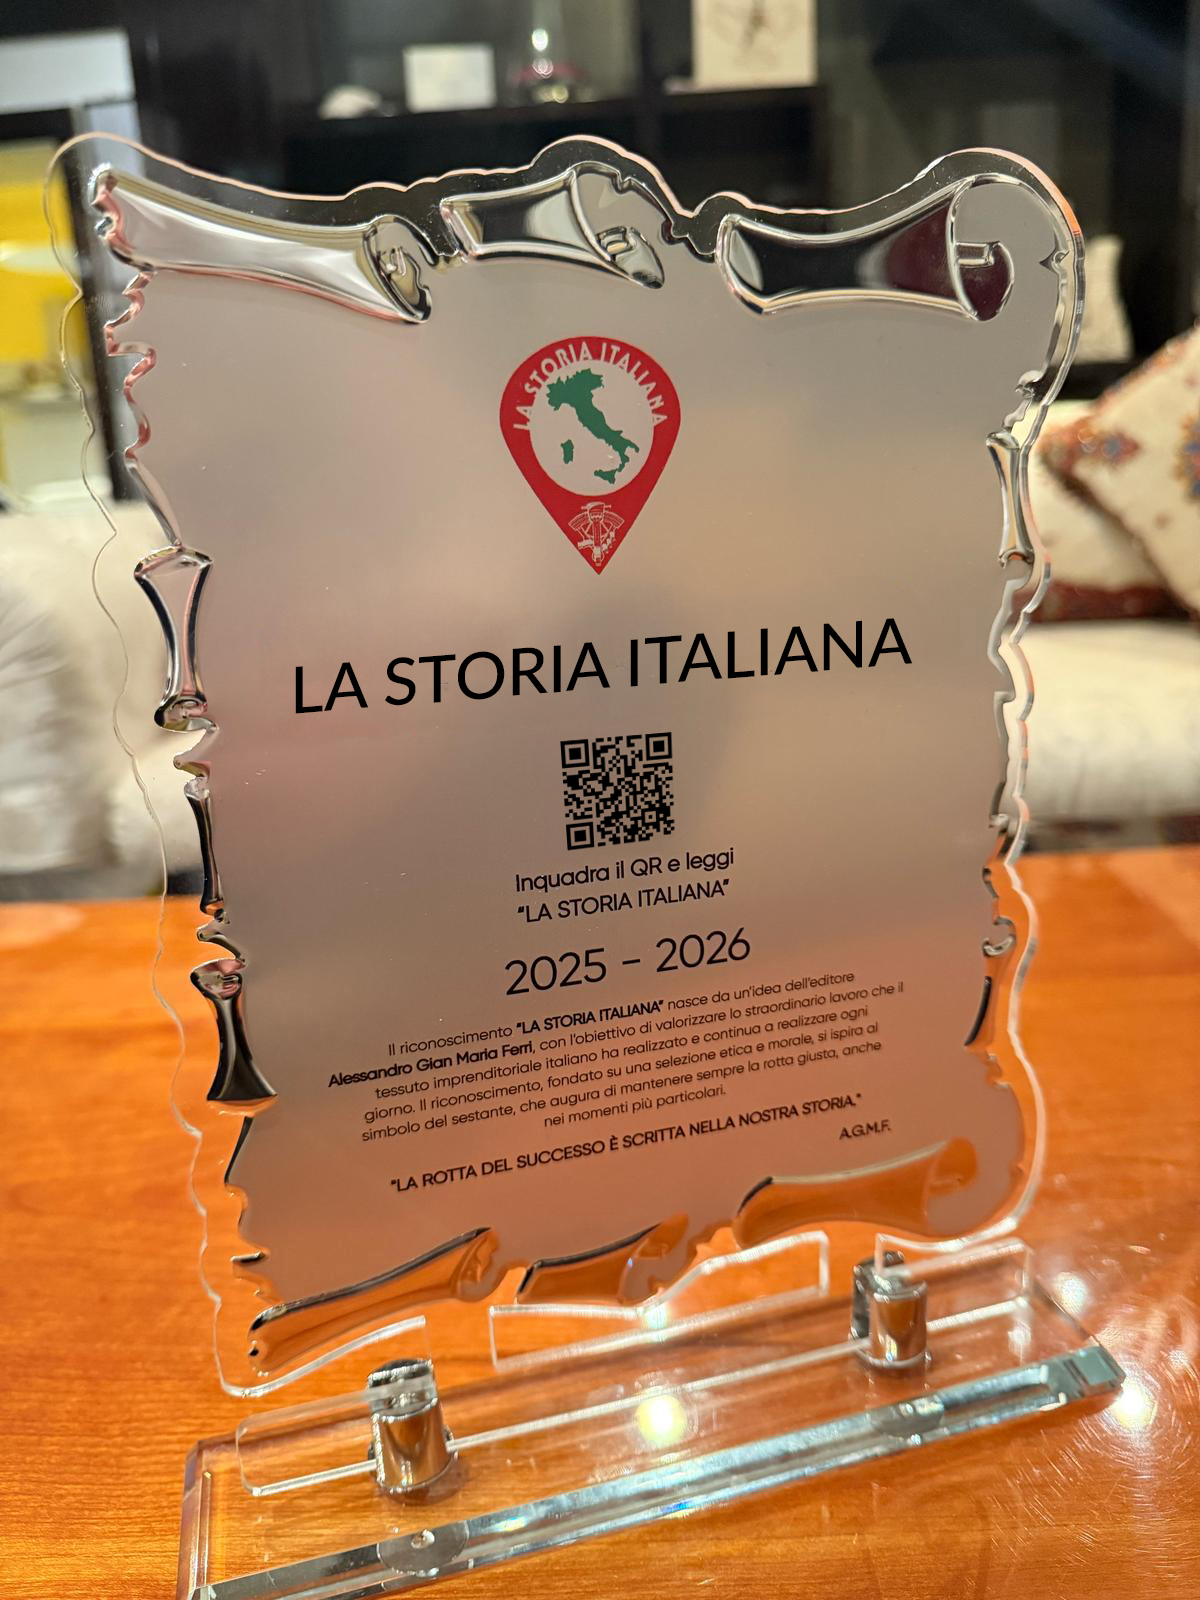 LA STORIA ITALIANA
LA STORIA ITALIANA
Inquadra il QR e leggi
"LA STORIA ITALIANA"
2025 - 2026
Il riconoscimento "LA STORIA ITALIANA" nasce da un'idea dell'editore
Alessandro Gian Maria Ferri, con l'obiettivo di valorizzare lo straordinario lavoro che il
tessuto imprenditoriale italiano ha realizzato e continua a realizzare ogni
giorno. Il riconoscimento, fondato su una selezione etica e morale, si ispira al
simbolo del sestante, che augura di mantenere sempre la rotta giusta, anche
nei momenti più particolari.
"LA ROTTA DEL SUCCESSO È SCRITTA NELLA NOSTRA STORIA."
A.G.M.F.